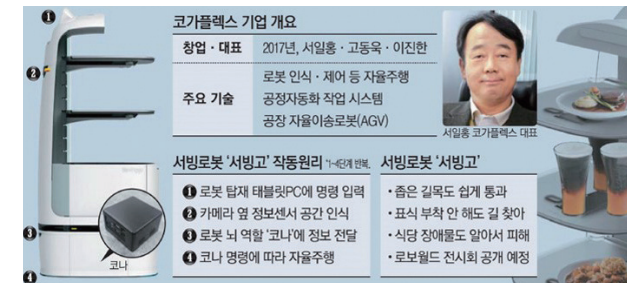 코가플렉스 기업 개요
창업·대표 2017년, 서일홍·고동욱·이진한
주요 기술
로봇 인식·제어 등 자율주행
공정자동화 작업 시스템
공장 자율이송로봇(AGV)
서일홍 코가플렉스 대표
서빙로봇 '서빙고' 작동원리 *1~4단계 반복.
❶ 로봇 탑재 태블릿PC에 명령 입력
❷ 카메라 옆 정보센서 공간 인식
❸ 로봇 뇌 역할 '코나'에 정보 전달
❹ 코나 명령에 따라 자율주행
서빙로봇 '서빙고'
·좁은 길목도 쉽게 통과
·표식 부착 안 해도 길 찾아
·식당 장애물도 알아서 피해
·로보월드 전시회 공개 예정
❶
❷
❸
❹
코나